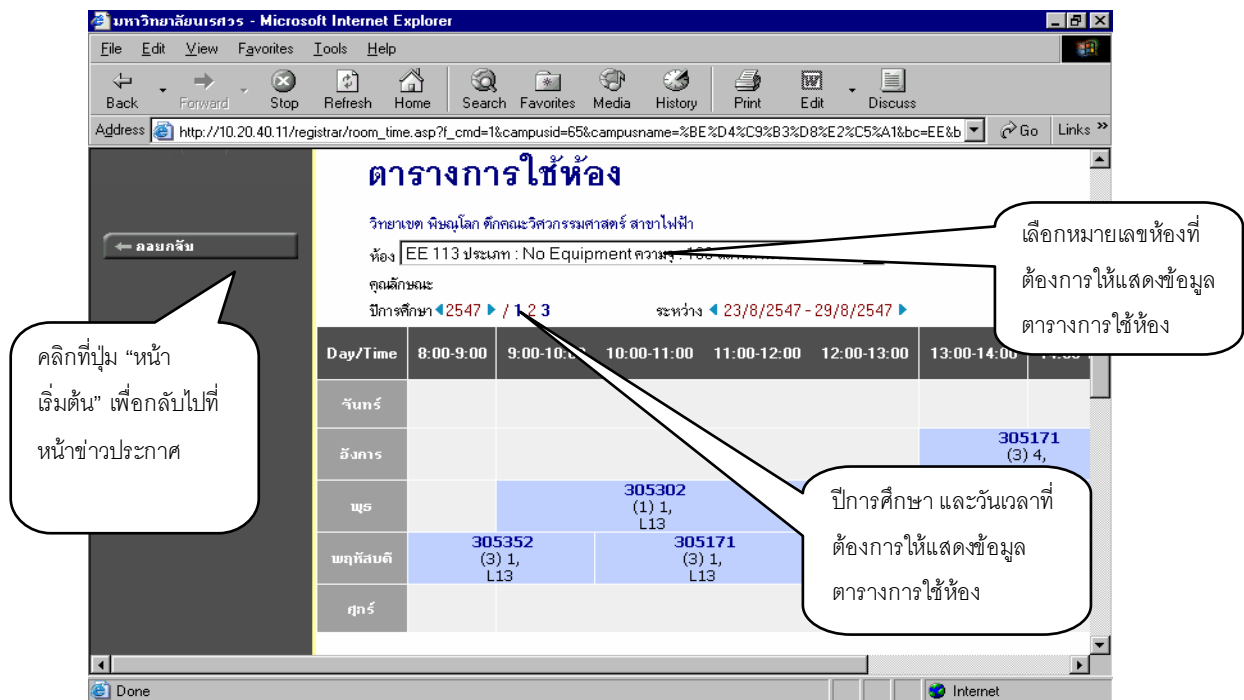 มหาวิทยาลัยนเรศวร - Microsoft Internet Explorer
File Edit View Favorites Tools Help
Back Forward Stop Refresh Home Search Favorites Media History Print Edit Discuss
Address http://10.20.40.11/registrar/room_time.asp?f_cmd=1&campusid=65&campusname=%BE%D4%C9%B3%D8%E2%C5%A1&bc=EE&b Go Links »
ตารางการใช้ห้อง
วิทยาเขต พิษณุโลก ตึกคณะวิศวกรรมศาสตร์ สาขาไฟฟ้า
ถอยกลับ
ห้อง EE 113 ประเภท : No Equipment
คุณลักษณะ
ปีการศึกษา 2547 / 1 2 3 ระหว่าง 23/8/2547 - 29/8/2547
เลือกหมายเลขห้องที่
ต้องการให้แสดงข้อมูล
ตารางการใช้ห้อง
คลิกที่ปุ่ม “หน้า
เริ่มต้น” เพื่อกลับไปที่
หน้าข่าวประกาศ
Day/Time 8:00-9:00 9:00-10:00 10:00-11:00 11:00-12:00 12:00-13:00 13:00-14:00
จันทร์
อังคาร
305171
(3) 4,
พุธ
305302
(1) 1,
L13
พฤหัสบดี
305352
(3) 1,
L13
305171
(3) 1,
L13
ศุกร์
ปีการศึกษา และวันเวลาที่
ต้องการให้แสดงข้อมูล
ตารางการใช้ห้อง
Done Internet